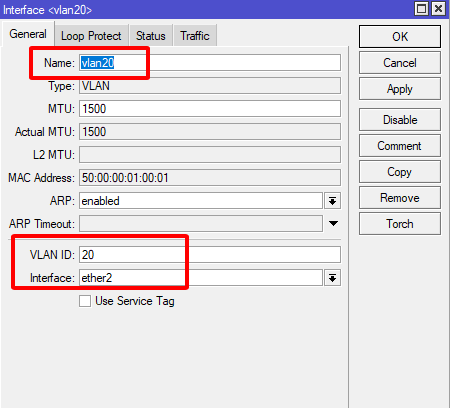 Interface <vlan20>
General Loop Protect Status Traffic
Name: vlan20
Type: VLAN
MTU: 1500
Actual MTU: 1500
L2 MTU:
MAC Address: 50:00:00:01:00:01
ARP: enabled
ARP Timeout:
VLAN ID: 20
Interface: ether2
Use Service Tag
OK
Cancel
Apply
Disable
Comment
Copy
Remove
Torch